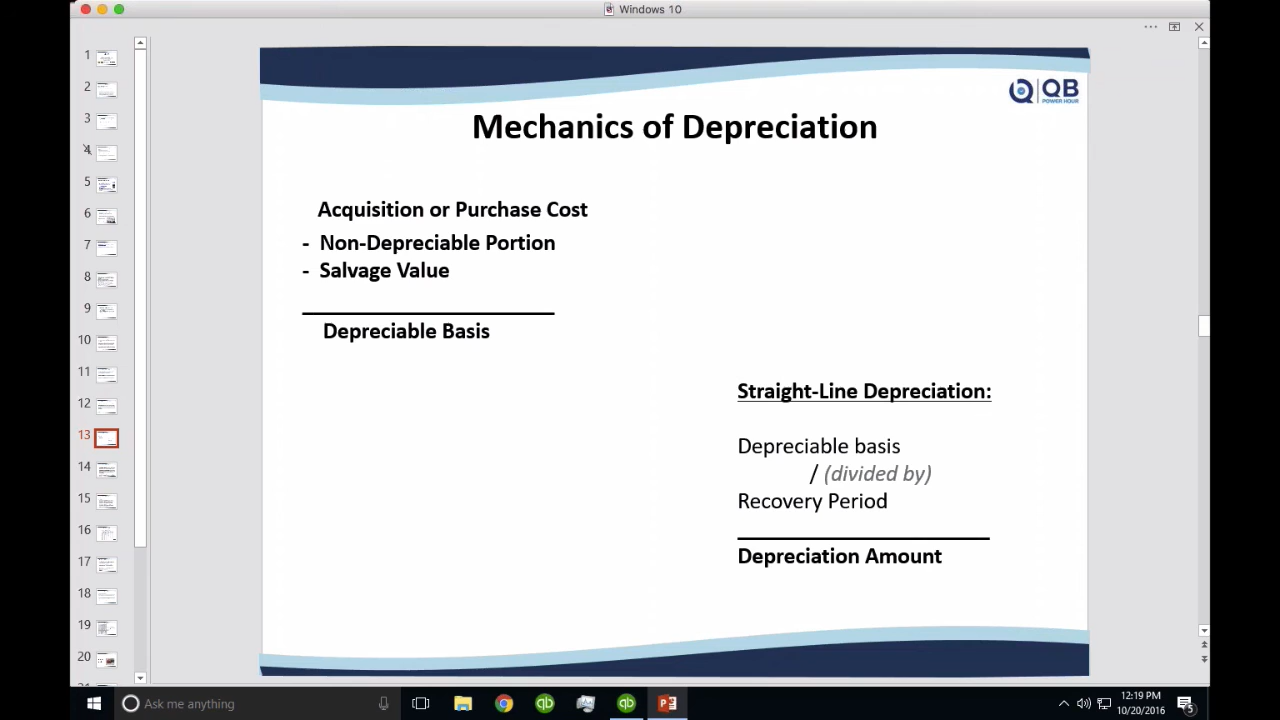 Windows 10
1
2
3
4
5
6
7
8
9
10
11
12
13
14
15
16
17
18
19
20
QB
POWER HOUR
Mechanics of Depreciation
Acquisition or Purchase Cost
- Non-Depreciable Portion
- Salvage Value
Depreciable Basis
Straight-Line Depreciation:
Depreciable basis
/ (divided by)
Recovery Period
Depreciation Amount
Ask me anything
12:19 PM
10/20/2016
5